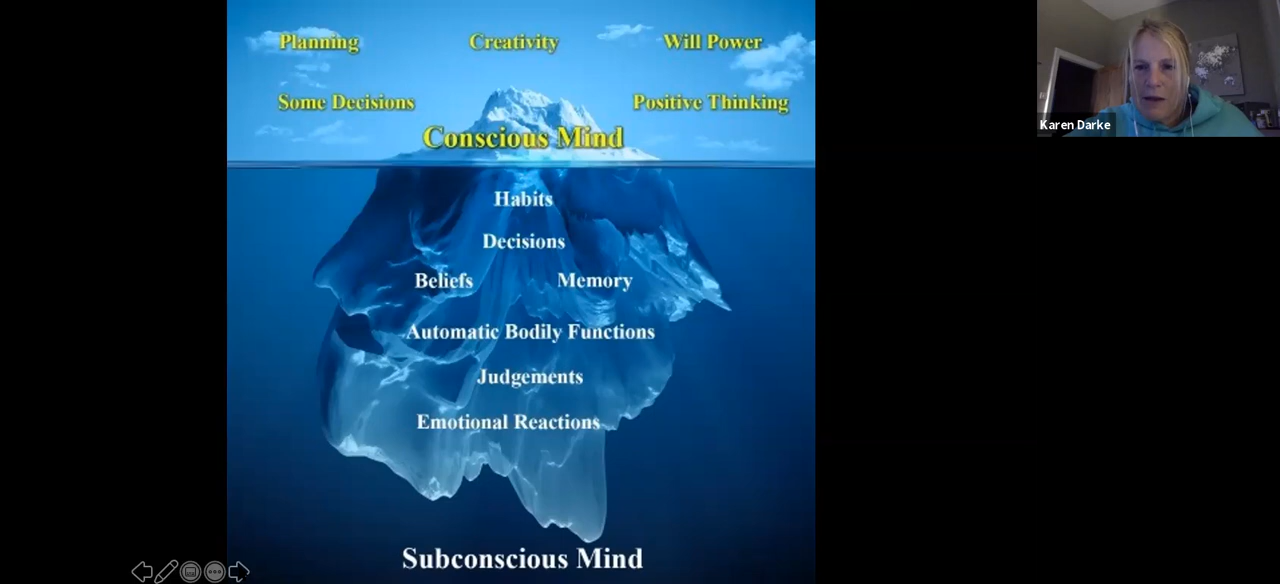 Planning Creativity Will Power
Some Decisions Positive Thinking
Conscious Mind
Habits
Decisions
Beliefs Memory
Automatic Bodily Functions
Judgements
Emotional Reactions
Subconscious Mind
Karen Darke